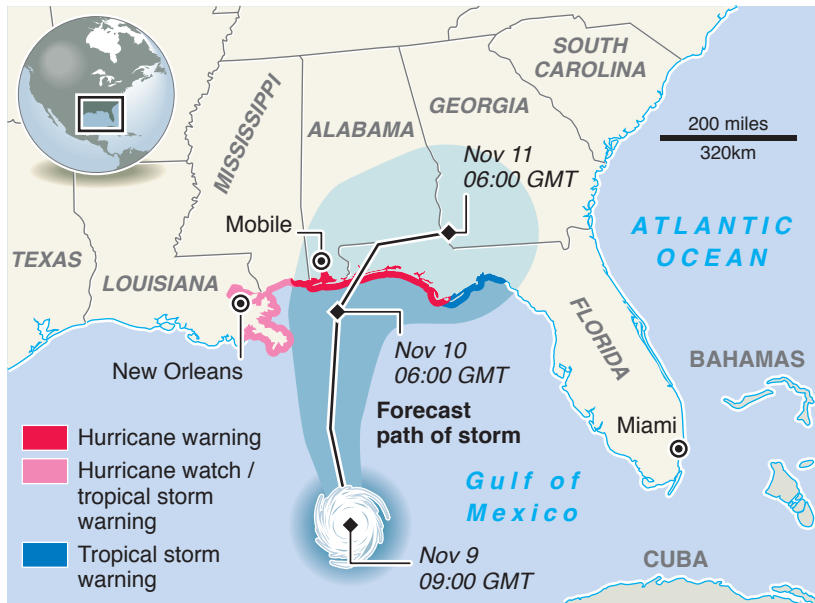 SOUTH
CAROLINA
GEORGIA
MISSISSIPPI
ALABAMA
200 miles
320km
Nov 11
06:00 GMT
Mobile
ATLANTIC
OCEAN
TEXAS
LOUISIANA
FLORIDA
New Orleans
Nov 10
06:00 GMT
BAHAMAS
Forecast
path of storm
Miami
Hurricane warning
Hurricane watch /
tropical storm
warning
Tropical storm
warning
Gulf of
Mexico
Nov 9
09:00 GMT
CUBA